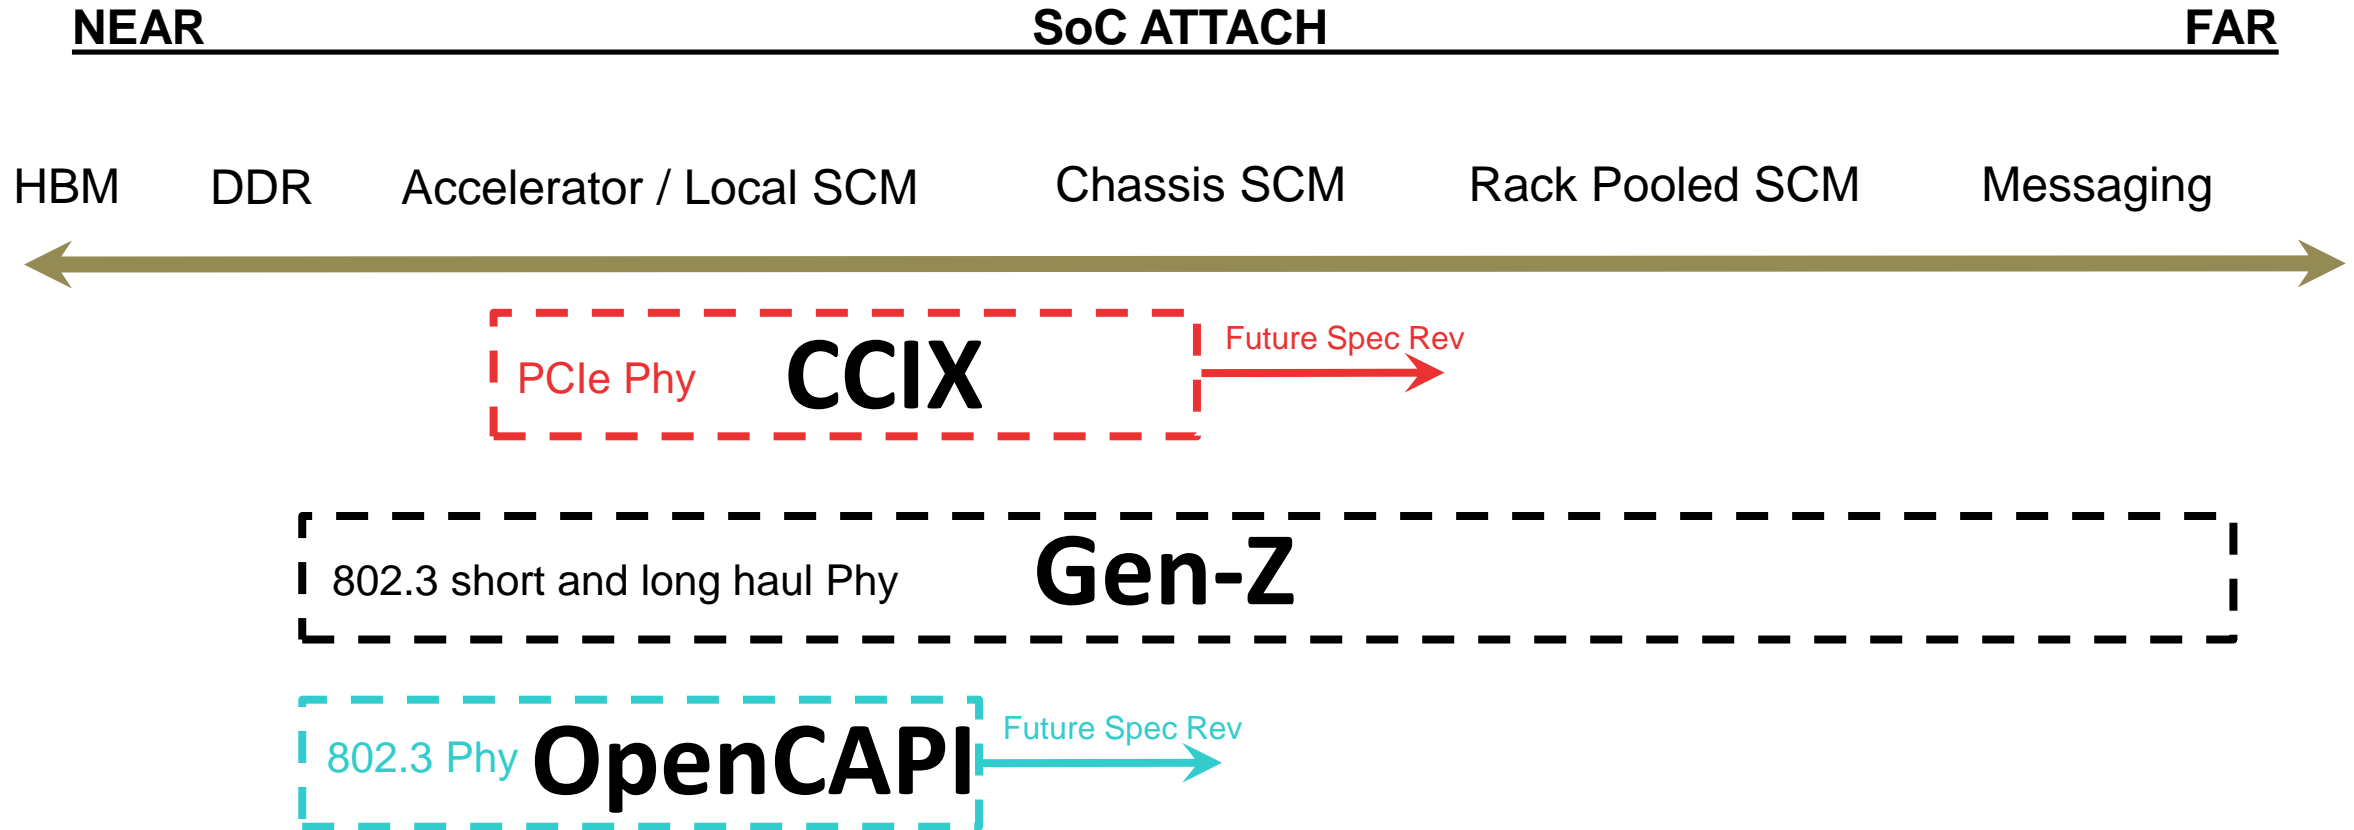 NEAR SoC ATTACH FAR
HBM DDR Accelerator / Local SCM Chassis SCM Rack Pooled SCM Messaging
PCIe Phy CCIX Future Spec Rev
802.3 short and long haul Phy Gen-Z
802.3 Phy OpenCAPI Future Spec Rev